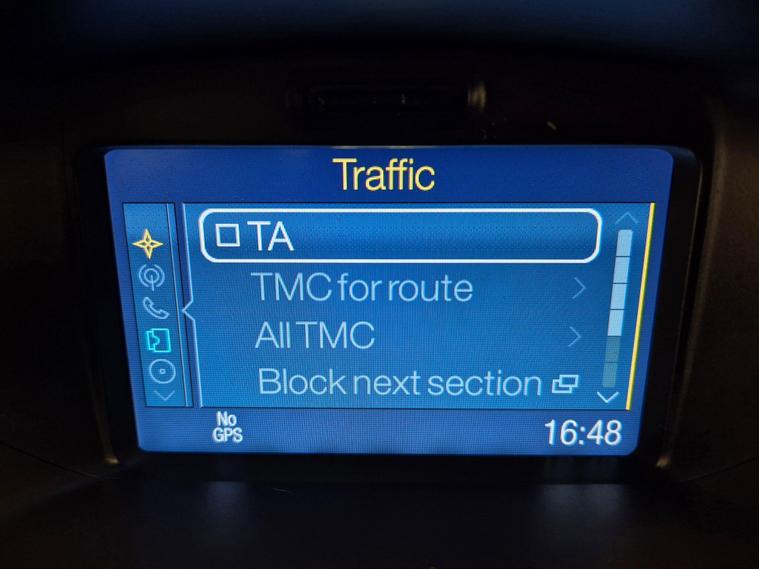 Traffic
TA
TMC for route
All TMC
Block next section
No
GPS
16:48